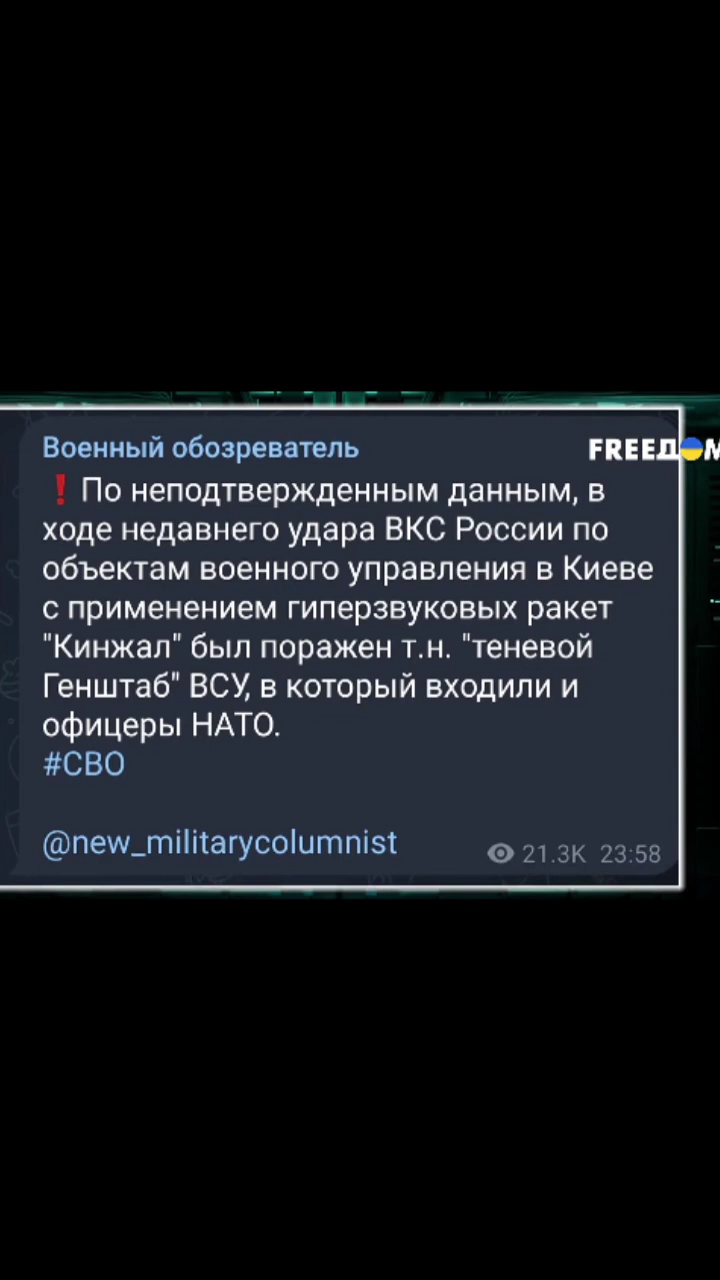 Военный обозреватель
FREEДOM
❗ По неподтвержденным данным, в
ходе недавнего удара ВКС России по
объектам военного управления в Киеве
с применением гиперзвуковых ракет
"Кинжал" был поражен т.н. "теневой
Генштаб" ВСУ, в который входили и
офицеры НАТО.
#СВО
@new_militarycolumnist
21.3K 23:58